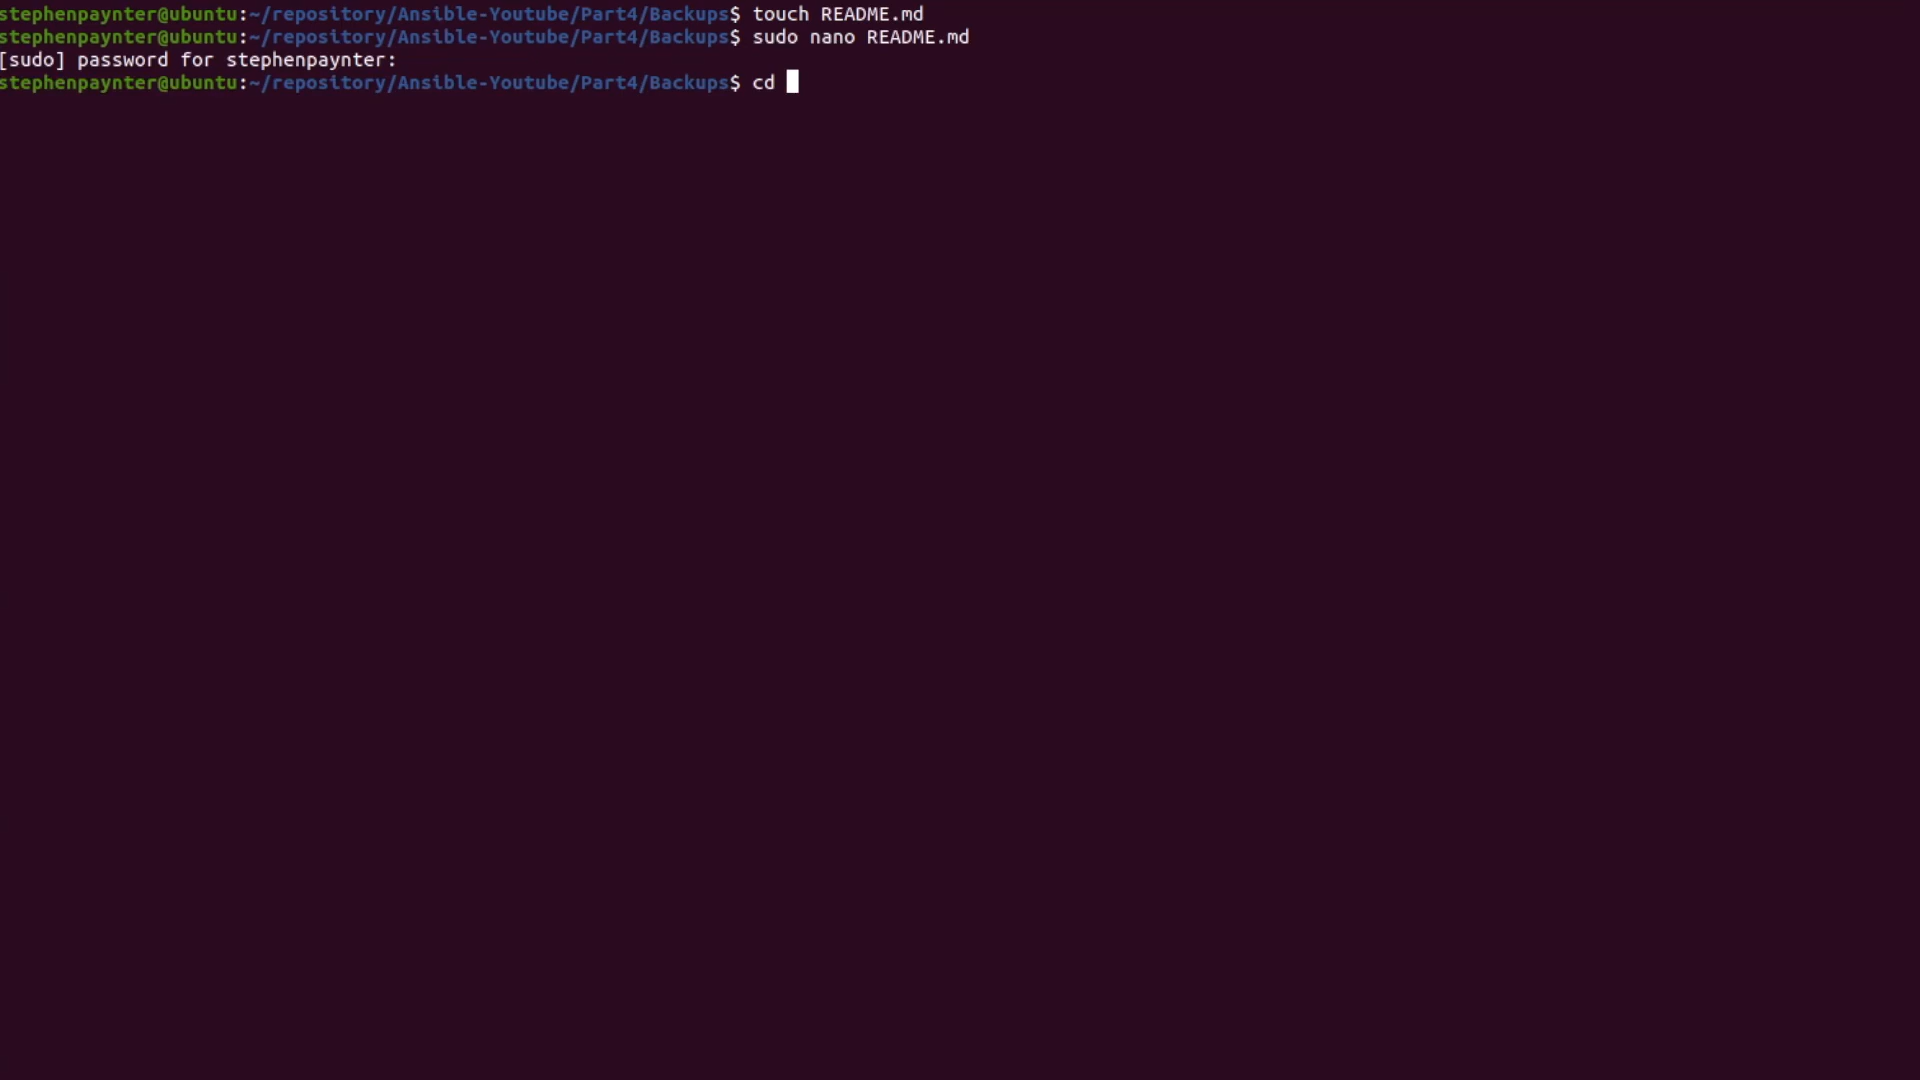 stephenpaynter@ubuntu:~/repository/Ansible-Youtube/Part4/Backups$ touch README.md
stephenpaynter@ubuntu:~/repository/Ansible-Youtube/Part4/Backups$ sudo nano README.md
[sudo] password for stephenpaynter:
stephenpaynter@ubuntu:~/repository/Ansible-Youtube/Part4/Backups$ cd